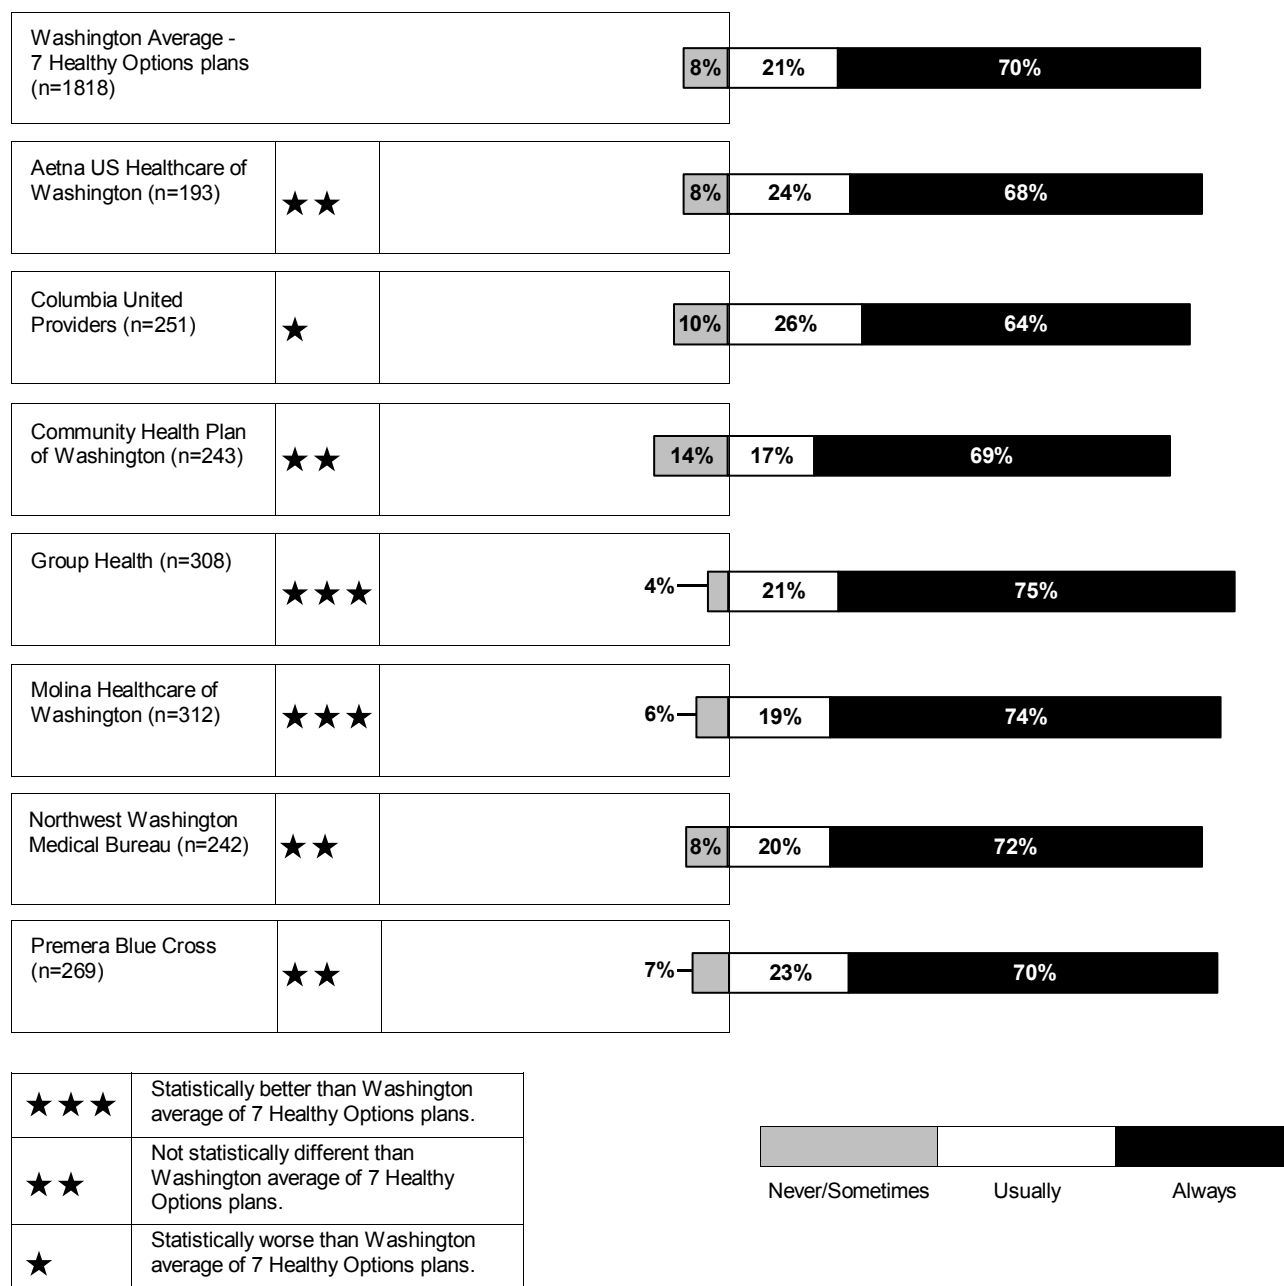 Washington Average -
7 Healthy Options plans
(n=1818)
8% 21% 70%
Aetna US Healthcare of
Washington (n=193)
★★
8% 24% 68%
Columbia United
Providers (n=251)
★
10% 26% 64%
Community Health Plan
of Washington (n=243)
★★
14% 17% 69%
Group Health (n=308)
★★★
4% 21% 75%
Molina Healthcare of
Washington (n=312)
★★★
6% 19% 74%
Northwest Washington
Medical Bureau (n=242)
★★
8% 20% 72%
Premera Blue Cross
(n=269)
★★
7% 23% 70%
★★★
Statistically better than Washington
average of 7 Healthy Options plans.
★★
Not statistically different than
Washington average of 7 Healthy
Options plans.
★
Statistically worse than Washington
average of 7 Healthy Options plans.
Never/Sometimes Usually Always